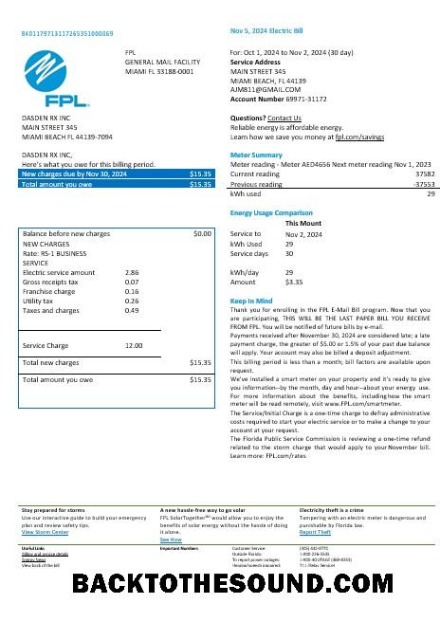 8401179713117265351000869
Nov 5, 2024 Electric Bill
FPL
GENERAL MAIL FACILITY
MIAMI FL 33188-0001
FPL
For: Oct 1, 2024 to Nov 2, 2024 (30 day)
Service Address
MAIN STREET 345
MIAMI BEACH, FL 44139
AJM811@GMAIL.COM
Account Number 69971-31172
DASDEN RX INC
MAIN STREET 345
MIAMI BEACH FL 44139-7094
Questions? Contact Us
Reliable energy is affordable energy.
Learn how we save you money at fpl.com/savings
DASDEN RX INC,
Here's what you owe for this billing period.
New charges due by Nov 30, 2024 $15.35
Total amount you owe $15.35
Meter Summary
Meter reading - Meter AED4656 Next meter reading Nov 1, 2023
Current reading 37582
Previous reading -37553
kWh used 29
Balance before new charges $0.00
NEW CHARGES
Rate: RS-1 BUSINESS
SERVICE
Electric service amount 2.86
Gross receipts tax 0.07
Franchise charge 0.16
Utility tax 0.26
Taxes and charges 0.49
Service Charge 12.00
Total new charges $15.35
Total amount you owe $15.35
Energy Usage Comparison
This Mount
Service to Nov 2, 2024
kWh Used 29
Service days 30
kWh/day 29
Amount $3.35
Keep In Mind
Thank you for enrolling in the FPL E-Mail Bill program. Now that you
are participating, THIS WILL BE THE LAST PAPER BILL YOU RECEIVE
FROM FPL. You will be notified of future bills by e-mail.
Payments received after November 30, 2024 are considered late; a late
payment charge, the greater of $5.00 or 1.5% of your past due balance
will apply. Your account may also be billed a deposit adjustment.
This billing period is less than a month; bill factors are available upon
request.
We've installed a smart meter on your property and it's ready to give
you information--by the month, day and hour--about your energy use.
For more information about the benefits, including how the smart
meter will be read remotely, visit www.FPL.com/smartmeter.
The Service/Initial Charge is a one-time charge to defray administrative
costs required to start your electric service or to make a change to your
account at your request.
The Florida Public Service Commission is reviewing a one-time refund
related to the storm charge that would apply to your November bill.
Learn more: FPL.com/rates.
Stay prepared for storms
Use our interactive guide to build your emergency
plan and review safety tips.
View Storm Center
A new hassle-free way to go solar
FPL SolarTogether would allow you to enjoy the
benefits of solar energy without the hassle of doing
it alone.
See How
Electricity theft is a crime
Tampering with an electric meter is dangerous and
punishable by Florida law.
Report Theft
Useful Links
Important Numbers
Customer Service
Outside Florida
BACKTOTHESOUND.COM